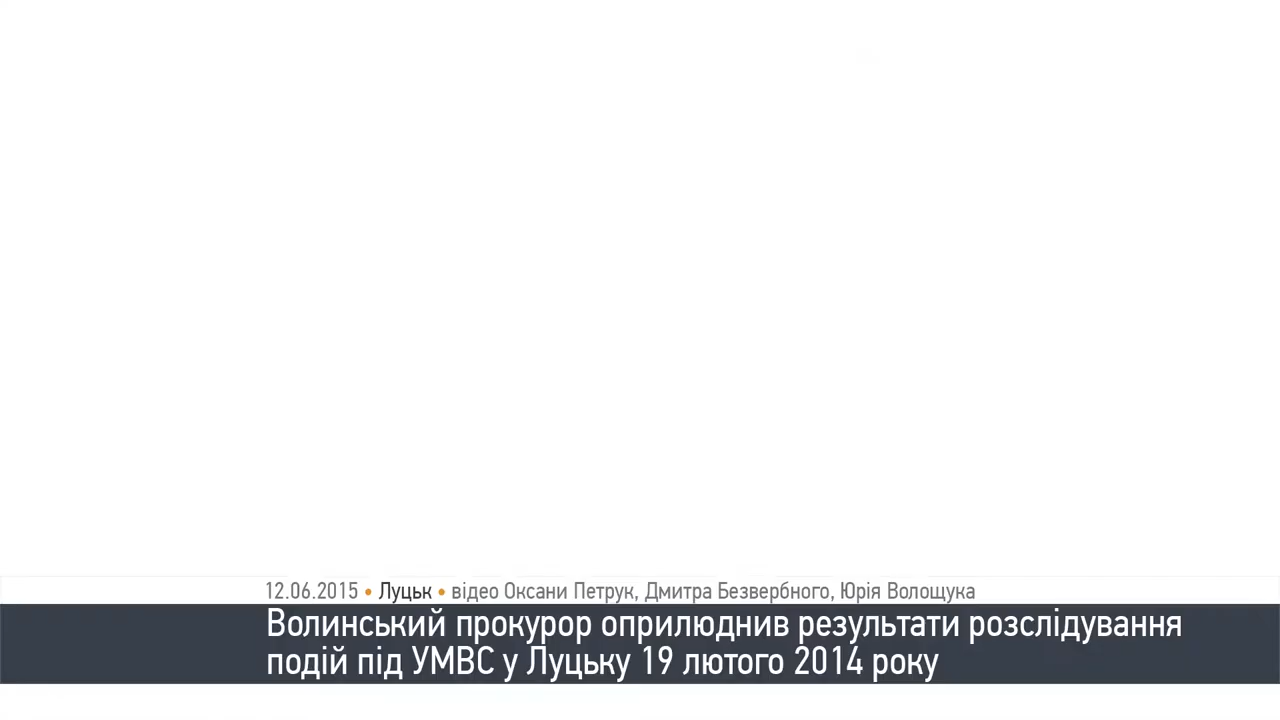 12.06.2015 • Луцьк • відео Оксани Петрук, Дмитра Безвербного, Юрія Волощука
Волинський прокурор оприлюднив результати розслідування
подій під УМВС у Луцьку 19 лютого 2014 року